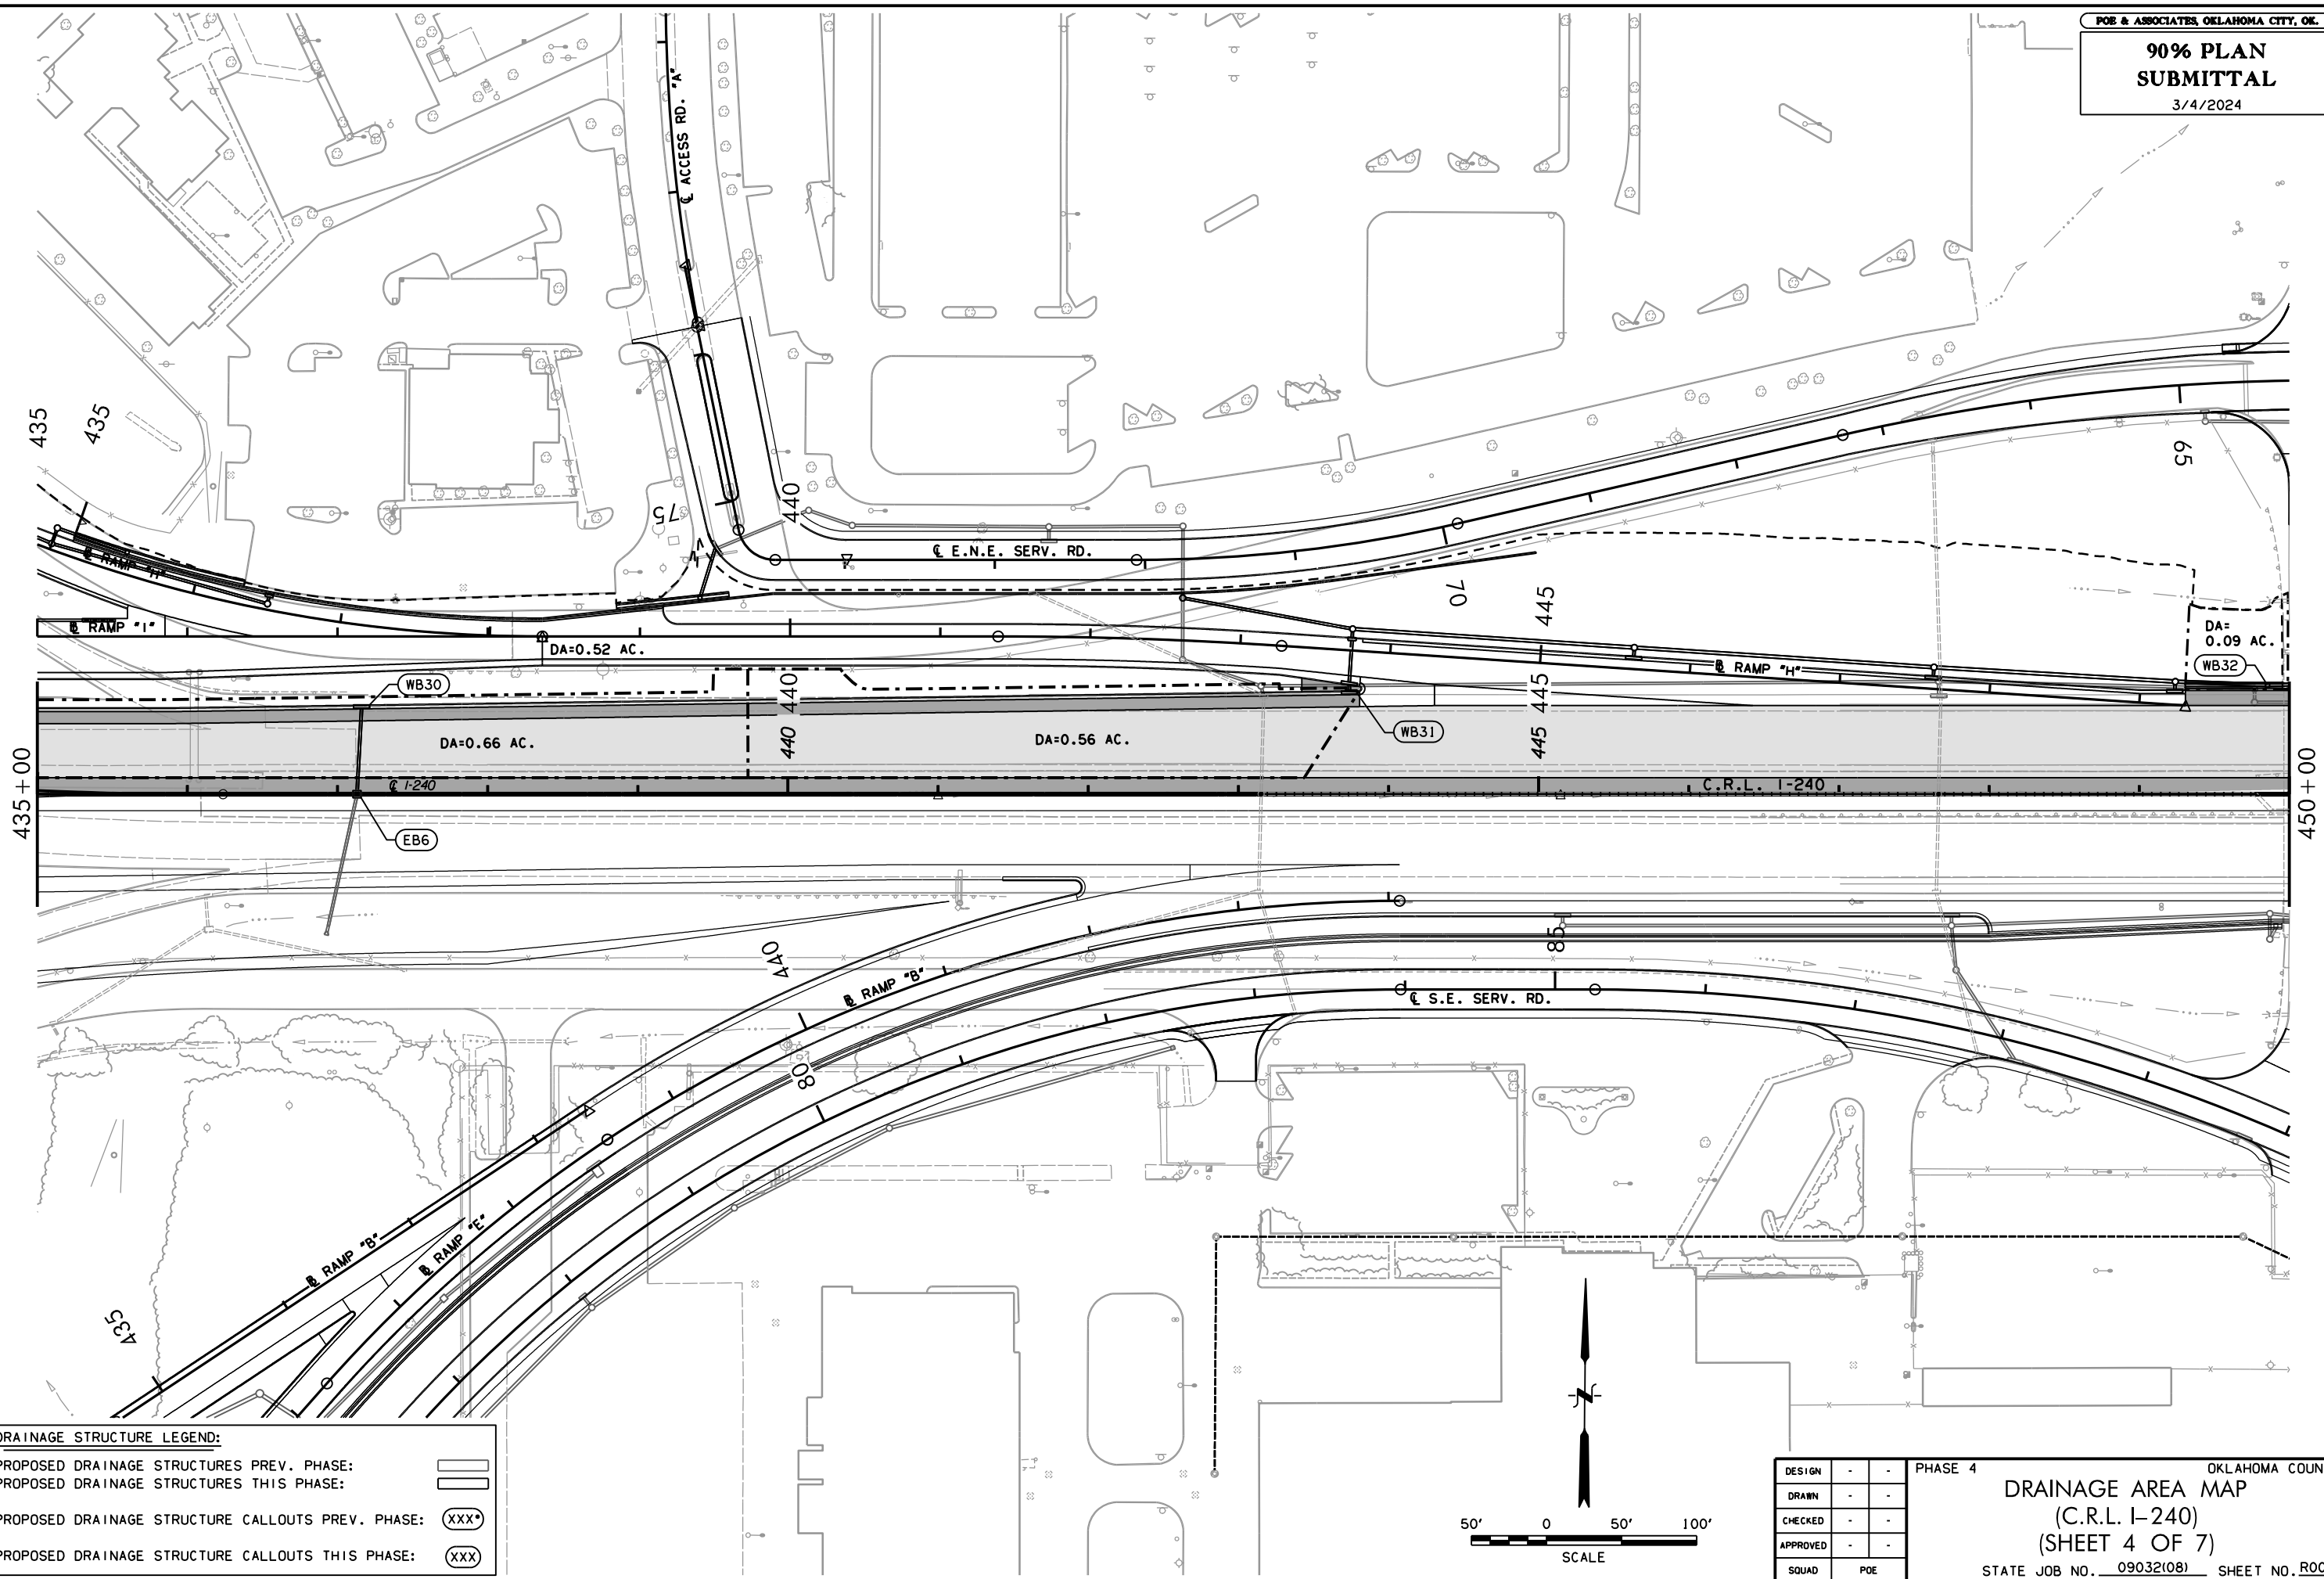 POE & ASSOCIATES, OKLAHOMA CITY, OK.
90% PLAN
SUBMITTAL
3/4/2024
℄ ACCESS RD. "A"
435
435
65
75
440
℄ E.N.E. SERV. RD.
RAMP "H"
70
445
RAMP "I"
DA=0.52 AC.
DA=
0.09 AC.
RAMP "H"
WB30
WB32
440
445
WB31
DA=0.66 AC.
440
DA=0.56 AC.
445
435+00
℄ I-240
C.R.L. I-240
450+00
EB6
440
85
RAMP "B"
℄ S.E. SERV. RD.
80
RAMP "B"
RAMP "E"
435
DRAINAGE STRUCTURE LEGEND:
PROPOSED DRAINAGE STRUCTURES PREV. PHASE:
PROPOSED DRAINAGE STRUCTURES THIS PHASE:
PROPOSED DRAINAGE STRUCTURE CALLOUTS PREV. PHASE: XXX*
PROPOSED DRAINAGE STRUCTURE CALLOUTS THIS PHASE: XXX
N
50' 0 50' 100'
SCALE
DESIGN - -
DRAWN - -
CHECKED - -
APPROVED - -
SQUAD POE
PHASE 4 OKLAHOMA COUN
DRAINAGE AREA MAP
(C.R.L. I-240)
(SHEET 4 OF 7)
STATE JOB NO. 09032(08) SHEET NO.